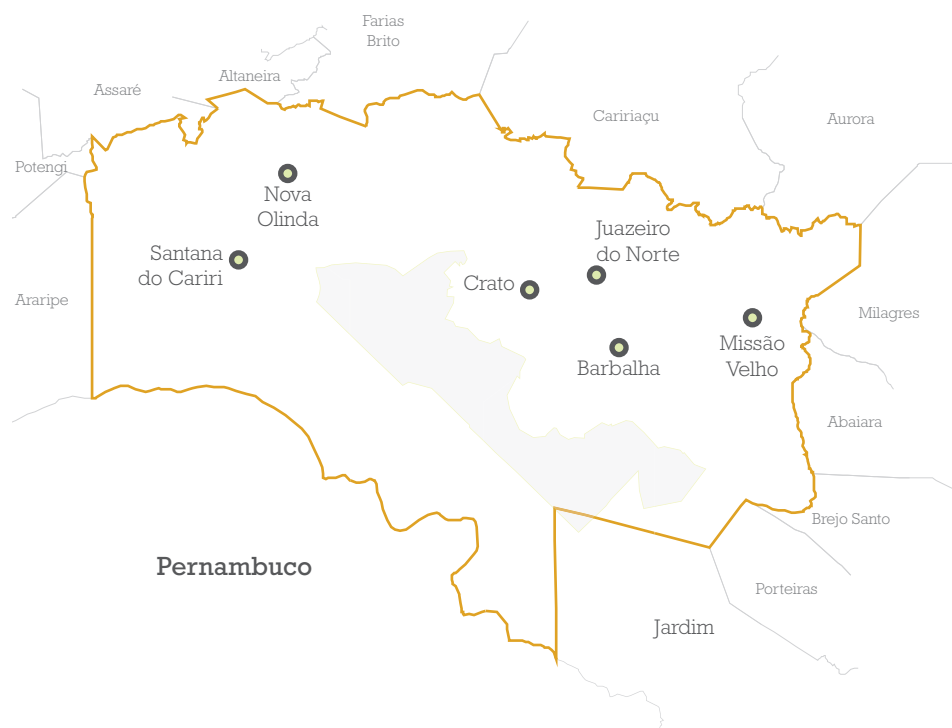 Farias
Brito
Altaneira
Assaré
Caririaçu
Aurora
Potengi
Nova
Olinda
Juazeiro
do Norte
Santana
do Cariri
Crato
Araripe
Milagres
Missão
Velho
Barbalha
Abaiara
Brejo Santo
Pernambuco
Porteiras
Jardim